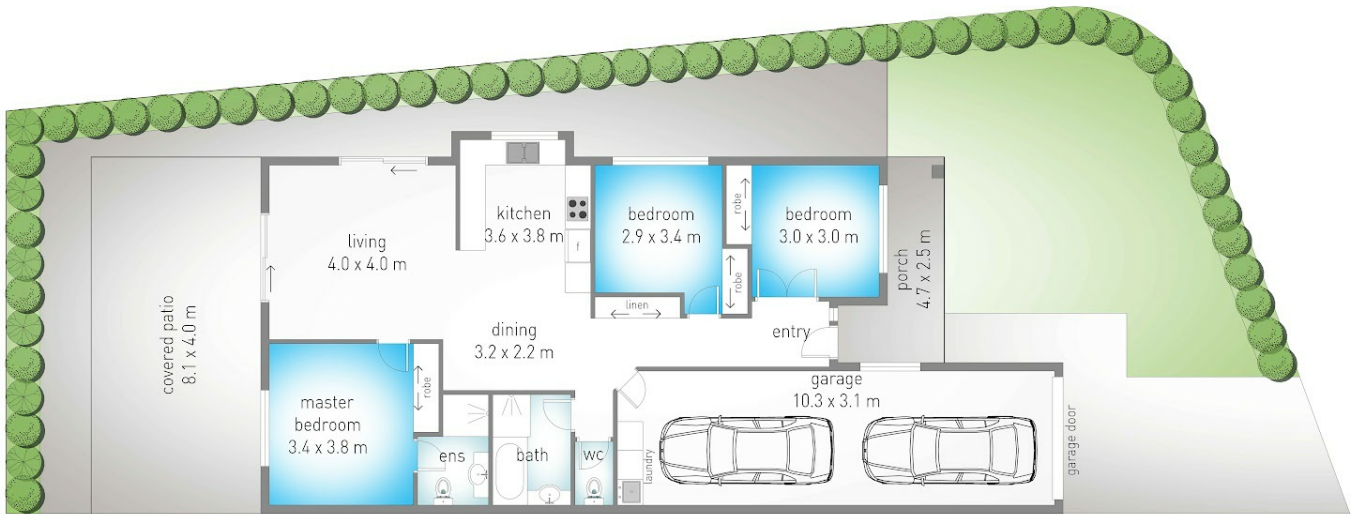 living
4.0 x 4.0 m
kitchen
3.6 x 3.8 m
f
bedroom
2.9 x 3.4 m
robe
robe
bedroom
3.0 x 3.0 m
porch
4.7 x 2.5 m
linen
entry
dining
3.2 x 2.2 m
covered patio
8.1 x 4.0 m
master
bedroom
3.4 x 3.8 m
robe
ens
bath
wc
laundry
garage
10.3 x 3.1 m
garage door